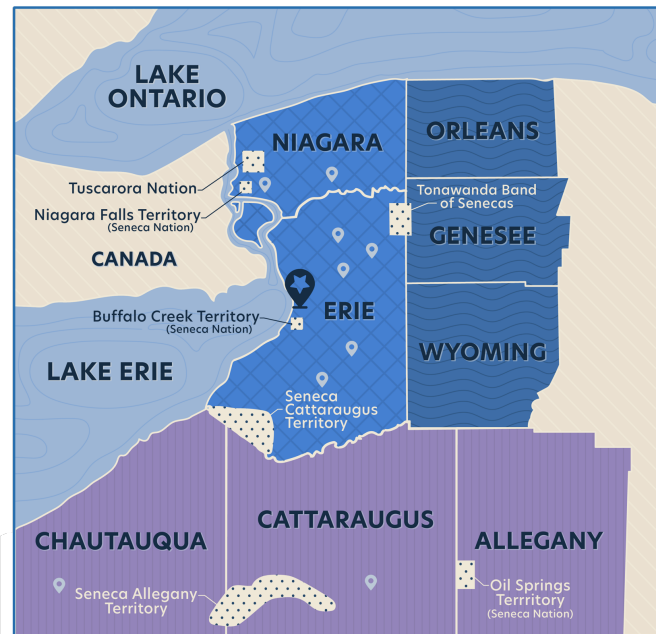 LAKE
ONTARIO
NIAGARA
ORLEANS
Tuscarora Nation
Tonawanda Band
of Senecas
Niagara Falls Territory
(Seneca Nation)
GENESEE
CANADA
ERIE
Buffalo Creek Territory
(Seneca Nation)
WYOMING
LAKE ERIE
Seneca
Cattaraugus
Territory
CATTARAUGUS
CHAUTAUQUA
ALLEGANY
Seneca Allegany
Territory
Oil Springs
Terrritory
(Seneca Nation)